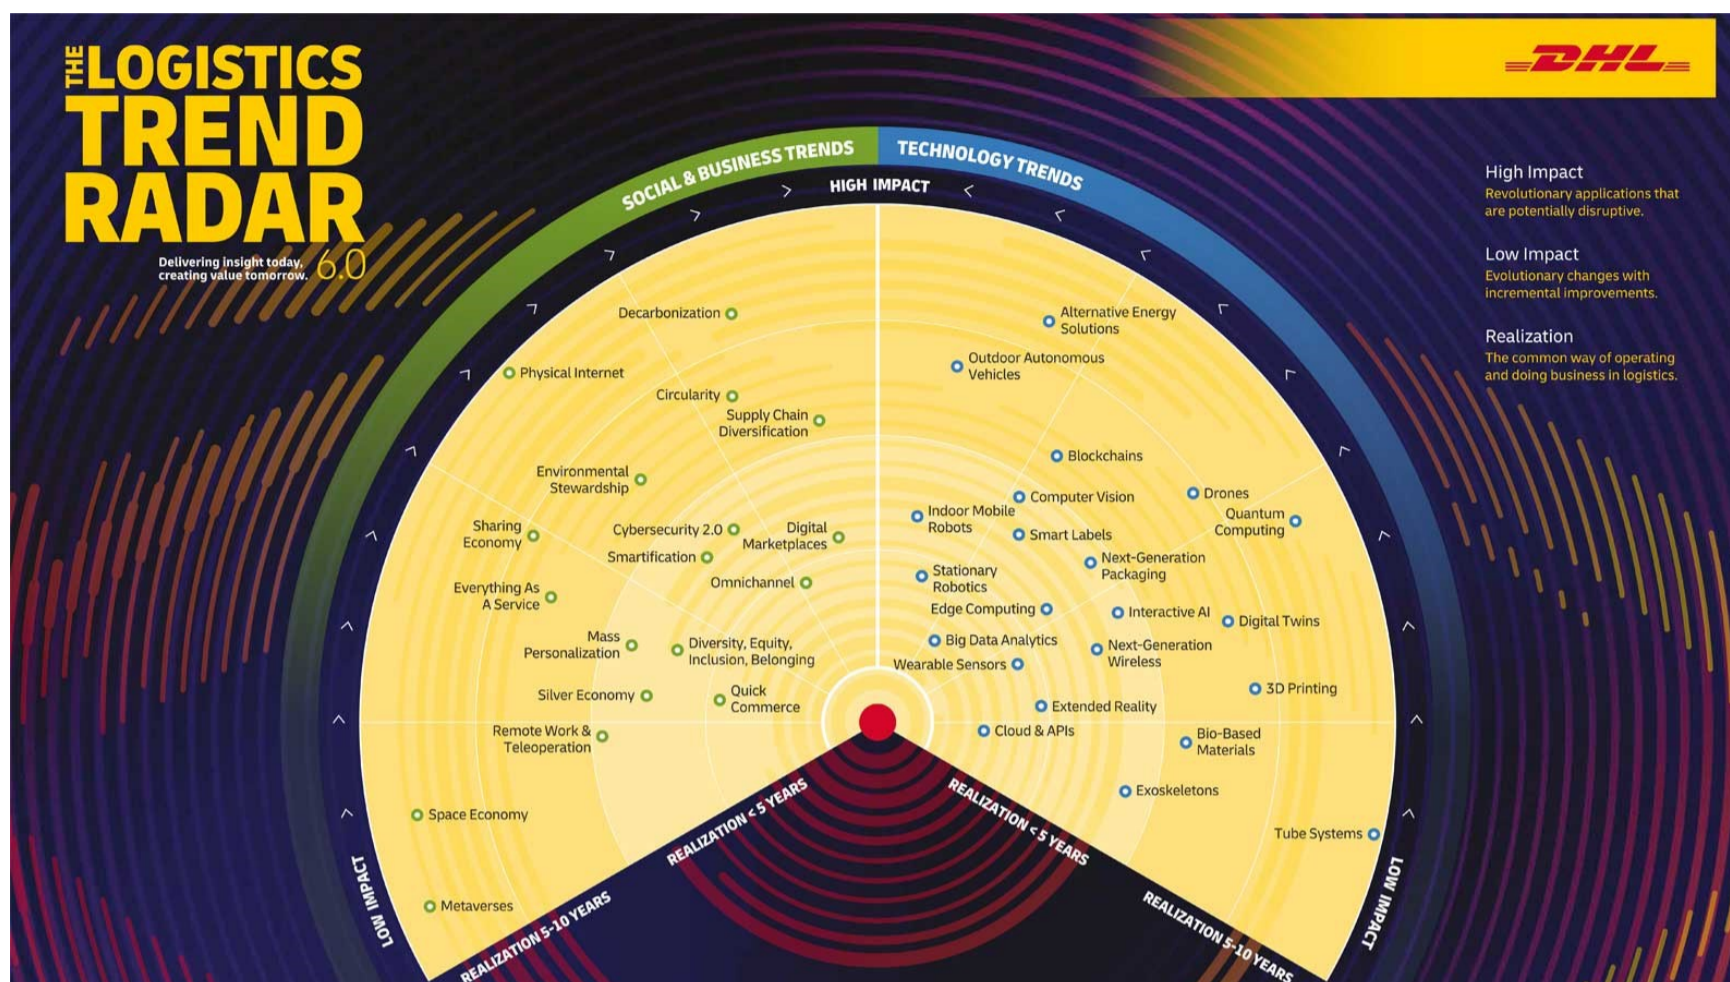 THE LOGISTICS
TREND
RADAR
Delivering insight today,
creating value tomorrow.
6.0
DHL
High Impact
Revolutionary applications that
are potentially disruptive.
Low Impact
Evolutionary changes with
incremental improvements.
Realization
The common way of operating
and doing business in logistics.
SOCIAL & BUSINESS TRENDS
TECHNOLOGY TRENDS
HIGH IMPACT
Decarbonization
Physical Internet
Circularity
Supply Chain
Diversification
Environmental
Stewardship
Sharing
Economy
Cybersecurity 2.0
Digital
Marketplaces
Smartification
Omnichannel
Everything As
A Service
Mass
Personalization
Diversity, Equity,
Inclusion, Belonging
Silver Economy
Quick
Commerce
Remote Work &
Teleoperation
Space Economy
Metaverses
Alternative Energy
Solutions
Outdoor Autonomous
Vehicles
Blockchains
Computer Vision
Drones
Indoor Mobile
Robots
Quantum
Computing
Smart Labels
Next-Generation
Packaging
Stationary
Robotics
Edge Computing
Interactive AI
Digital Twins
Big Data Analytics
Next-Generation
Wireless
Wearable Sensors
3D Printing
Extended Reality
Cloud & APIs
Bio-Based
Materials
Exoskeletons
Tube Systems
REALIZATION < 5 YEARS
REALIZATION < 5 YEARS
REALIZATION 5-10 YEARS
REALIZATION 5-10 YEARS
LOW IMPACT
LOW IMPACT